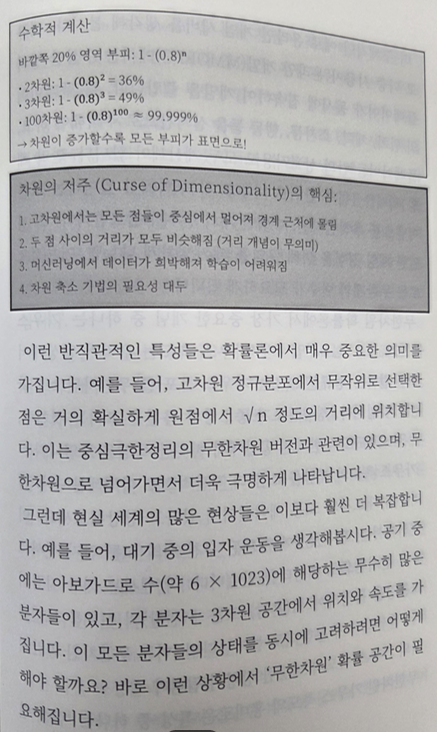 수학적 계산
바깥쪽 20% 영역 부피: 1 - (0.8)ⁿ
· 2차원: 1 - (0.8)² = 36%
· 3차원: 1 - (0.8)³ = 49%
· 100차원: 1 - (0.8)¹⁰⁰ ≈ 99.999%
→ 차원이 증가할수록 모든 부피가 표면으로!
차원의 저주 (Curse of Dimensionality)의 핵심:
1. 고차원에서는 모든 점들이 중심에서 멀어져 경계 근처에 몰림
2. 두 점 사이의 거리가 모두 비슷해짐 (거리 개념이 무의미)
3. 머신러닝에서 데이터가 희박해져 학습이 어려워짐
4. 차원 축소 기법의 필요성 대두
이런 반직관적인 특성들은 확률론에서 매우 중요한 의미를
가집니다. 예를 들어, 고차원 정규분포에서 무작위로 선택한
점은 거의 확실하게 원점에서 √n 정도의 거리에 위치합니
다. 이는 중심극한정리의 무한차원 버전과 관련이 있으며, 무
한차원으로 넘어가면서 더욱 극명하게 나타납니다.
그런데 현실 세계의 많은 현상들은 이보다 훨씬 더 복잡합니
다. 예를 들어, 대기 중의 입자 운동을 생각해봅시다. 공기 중
에는 아보가드로 수(약 6 × 1023)에 해당하는 무수히 많은
분자들이 있고, 각 분자는 3차원 공간에서 위치와 속도를 가
집니다. 이 모든 분자들의 상태를 동시에 고려하려면 어떻게
해야 할까요? 바로 이런 상황에서 ‘무한차원’ 확률 공간이 필
요해집니다.